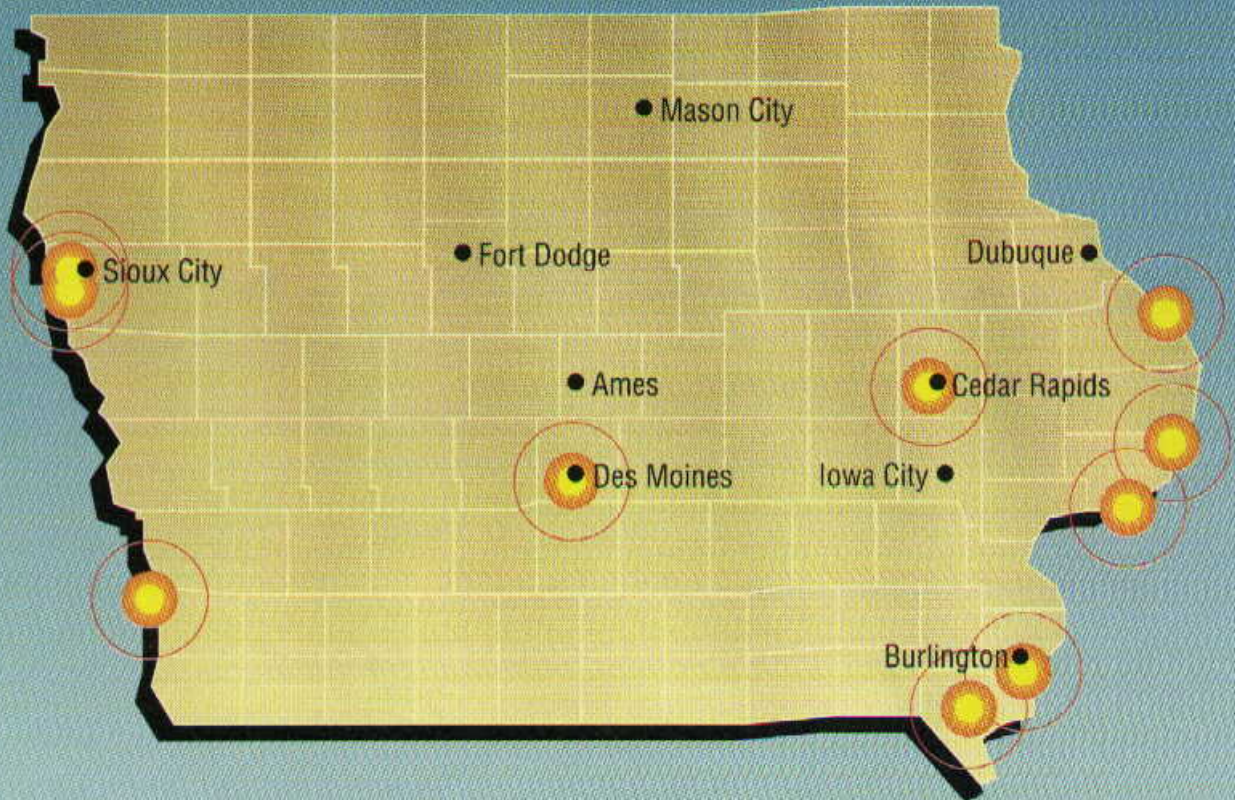 Mason City
Fort Dodge
Dubuque
Sioux City
Ames
Cedar Rapids
Des Moines
Iowa City
Burlington